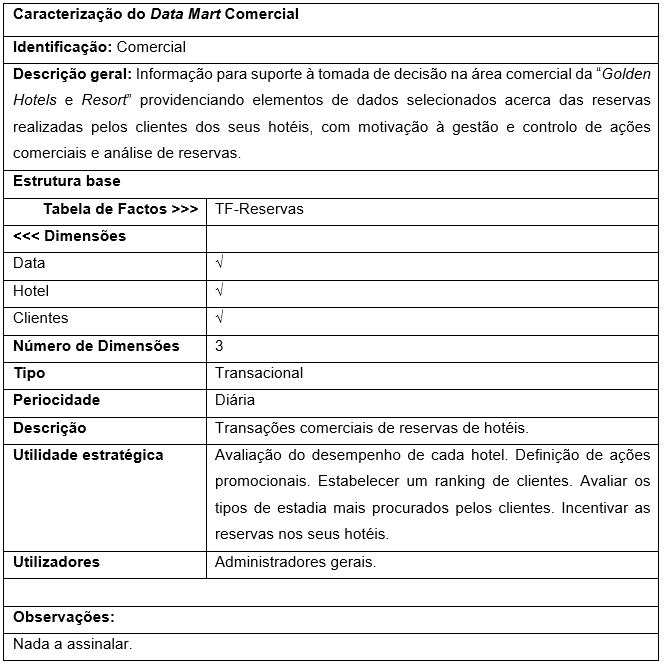 Caracterização do Data Mart Comercial
Identificação: Comercial
Descrição geral: Informação para suporte à tomada de decisão na área comercial da “Golden
Hotels e Resort” providenciando elementos de dados selecionados acerca das reservas
realizadas pelos clientes dos seus hotéis, com motivação à gestão e controlo de ações
comerciais e análise de reservas.
Estrutura base
Tabela de Factos >>> TF-Reservas
<<< Dimensões
Data √
Hotel √
Clientes √
Número de Dimensões 3
Tipo Transacional
Periocidade Diária
Descrição Transações comerciais de reservas de hotéis.
Utilidade estratégica Avaliação do desempenho de cada hotel. Definição de ações
promocionais. Estabelecer um ranking de clientes. Avaliar os
tipos de estadia mais procurados pelos clientes. Incentivar as
reservas nos seus hotéis.
Utilizadores Administradores gerais.
Observações:
Nada a assinalar.